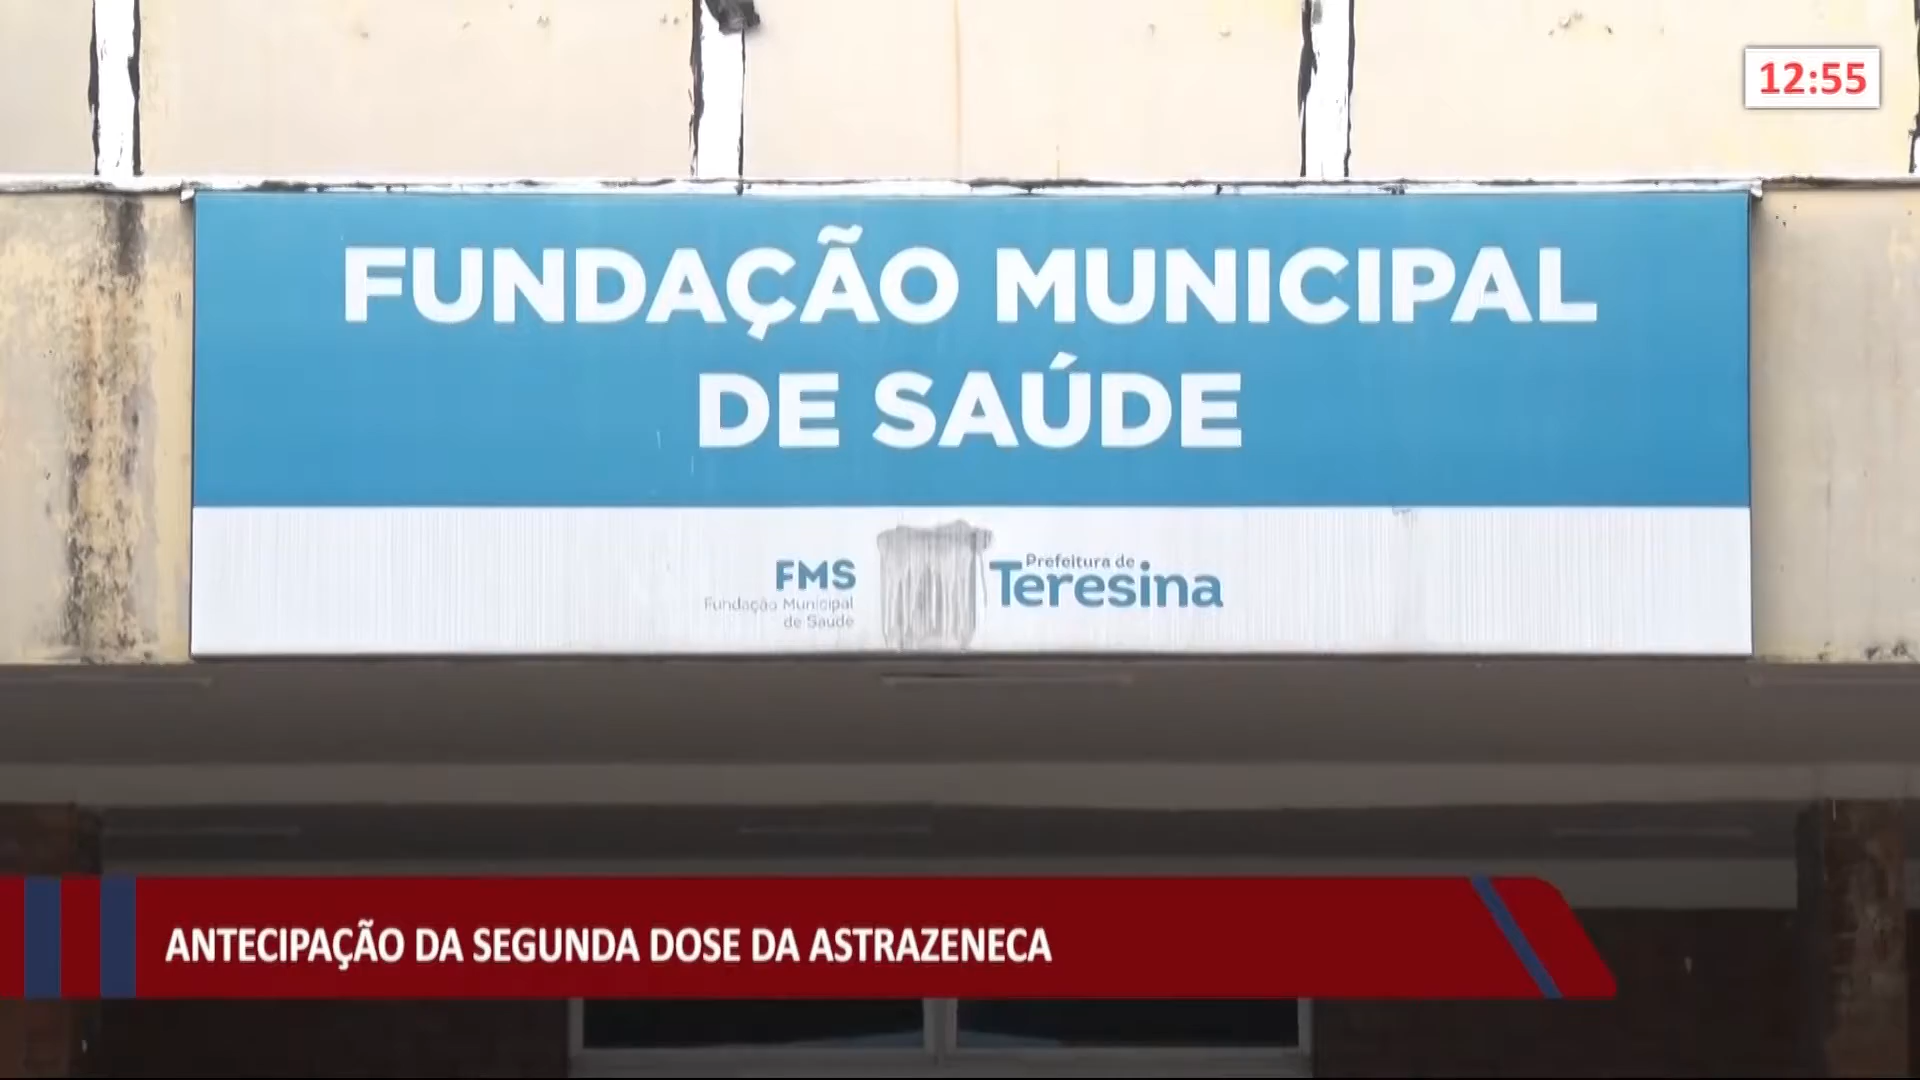 12:55
FUNDAÇÃO MUNICIPAL
DE SAÚDE
FMS
Fundação Municipal
de Saúde
Prefeitura de
Teresina
ANTECIPAÇÃO DA SEGUNDA DOSE DA ASTRAZENECA